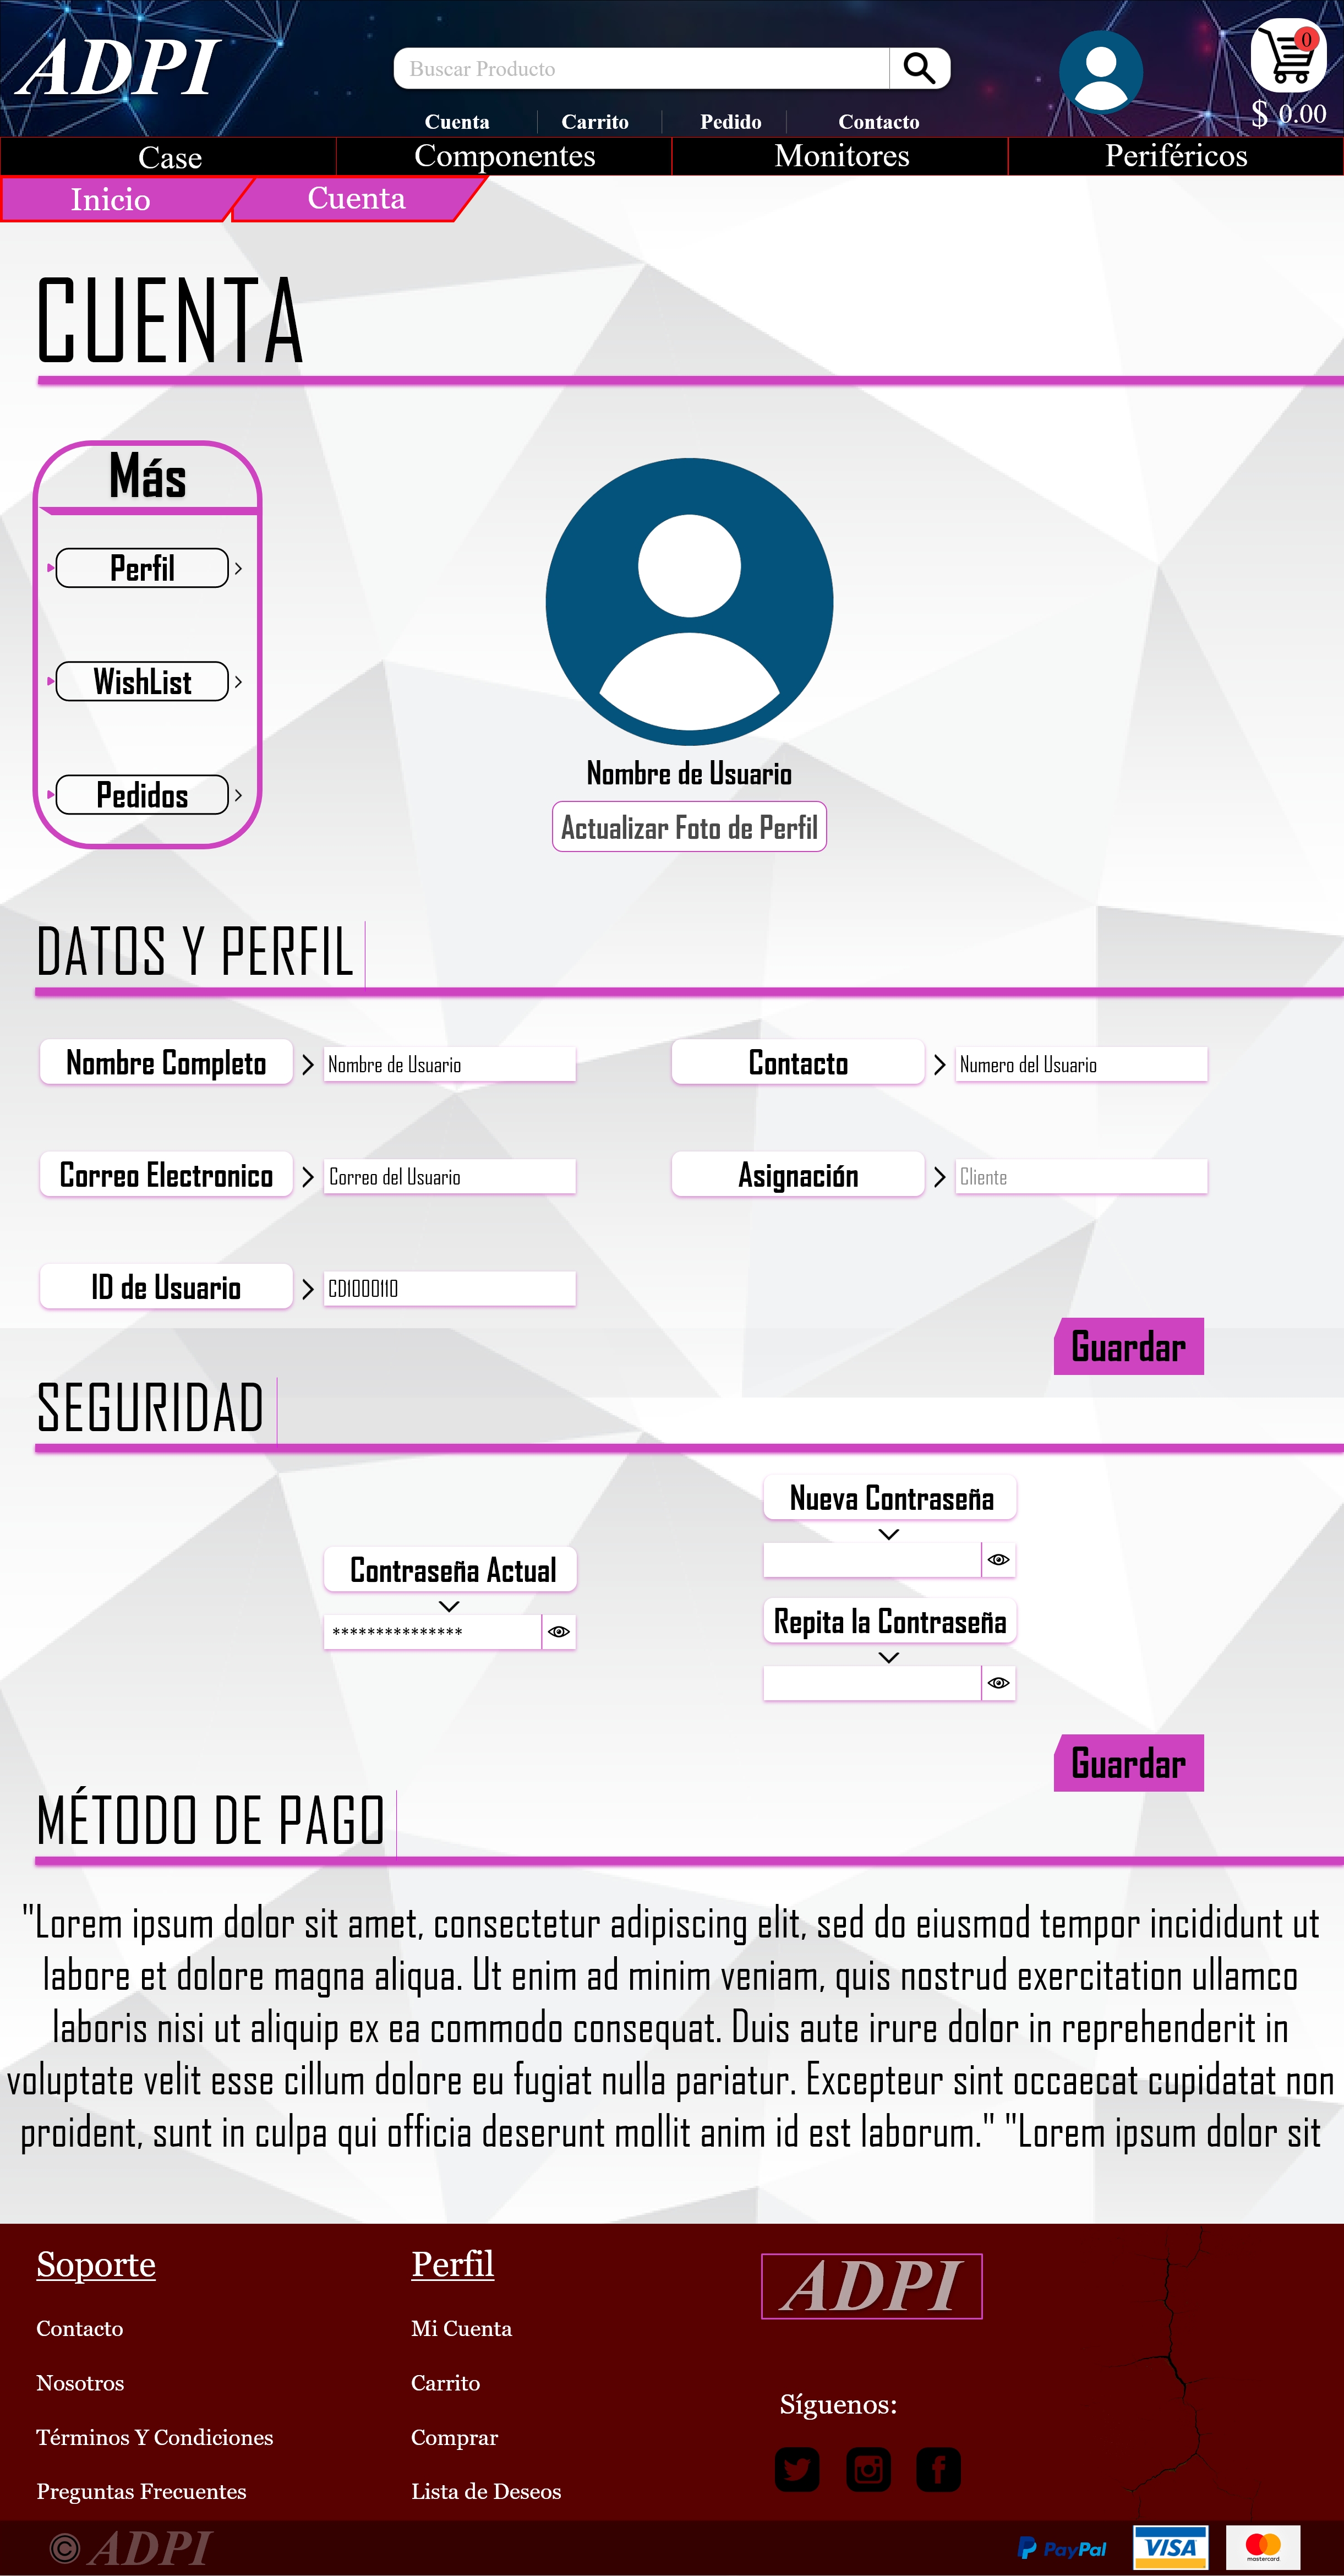 ADPI
Buscar Producto
0
$ 0.00
Cuenta Carrito Pedido Contacto
Case Componentes Monitores Periféricos
Inicio Cuenta
CUENTA
Más
Perfil
WishList
Pedidos
Nombre de Usuario
Actualizar Foto de Perfil
DATOS Y PERFIL
Nombre Completo Nombre de Usuario Contacto Numero del Usuario
Correo Electronico Correo del Usuario Asignación Cliente
ID de Usuario CD1000110
Guardar
SEGURIDAD
Nueva Contraseña
Contraseña Actual
***************
Repita la Contraseña
Guardar
MÉTODO DE PAGO
"Lorem ipsum dolor sit amet, consectetur adipiscing elit, sed do eiusmod tempor incididunt ut
labore et dolore magna aliqua. Ut enim ad minim veniam, quis nostrud exercitation ullamco
laboris nisi ut aliquip ex ea commodo consequat. Duis aute irure dolor in reprehenderit in
voluptate velit esse cillum dolore eu fugiat nulla pariatur. Excepteur sint occaecat cupidatat non
proident, sunt in culpa qui officia deserunt mollit anim id est laborum." "Lorem ipsum dolor sit
Soporte
Contacto
Nosotros
Términos Y Condiciones
Preguntas Frecuentes
Perfil
Mi Cuenta
Carrito
Comprar
Lista de Deseos
ADPI
Síguenos:
© ADPI
PayPal VISA mastercard